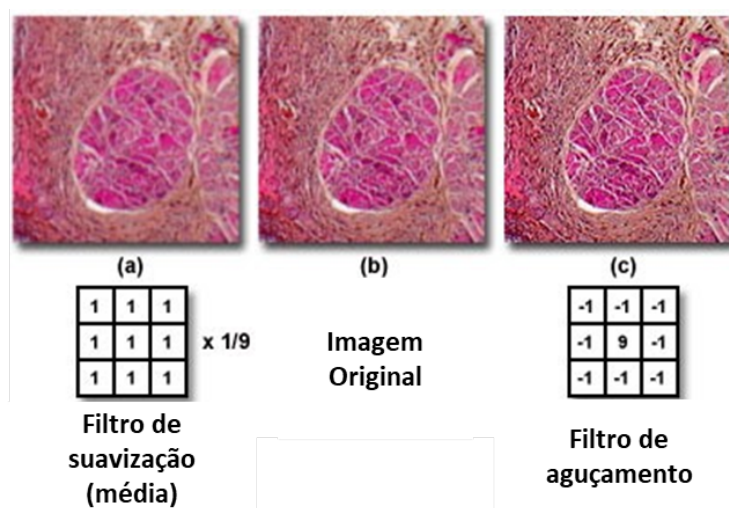 (a)
(b)
(c)
1 1 1
1 1 1
1 1 1
x 1/9
Imagem
Original
-1 -1 -1
-1 9 -1
-1 -1 -1
Filtro de
suavização
(média)
Filtro de
aguçamento